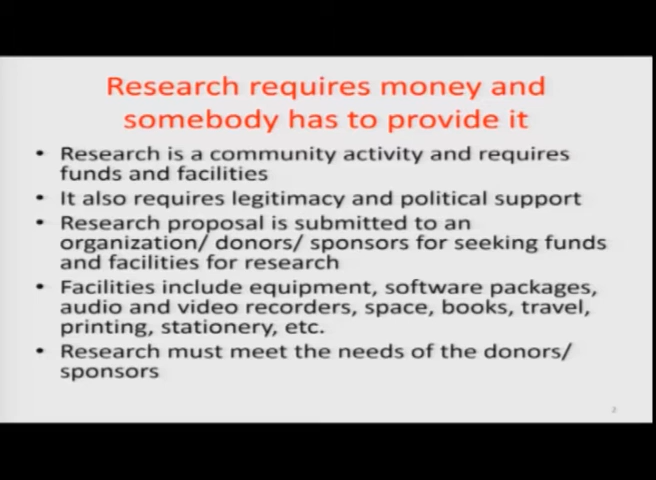 Research requires money and
somebody has to provide it
• Research is a community activity and requires
funds and facilities
• It also requires legitimacy and political support
• Research proposal is submitted to an
organization/ donors/ sponsors for seeking funds
and facilities for research
• Facilities include equipment, software packages,
audio and video recorders, space, books, travel,
printing, stationery, etc.
• Research must meet the needs of the donors/
sponsors
2